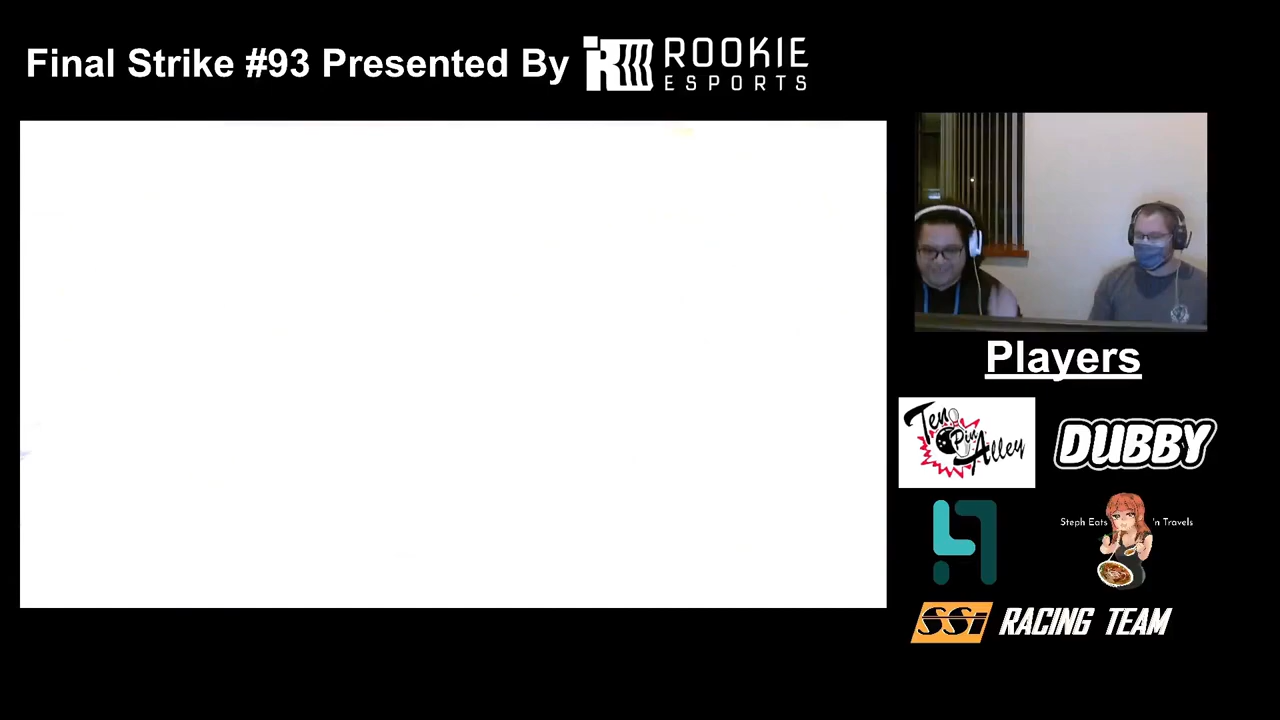 Final Strike #93 Presented By
ROOKIE
ESPORTS
Players
Ten Pin Alley
DUBBY
Steph Eats 'n Travels
SSi RACING TEAM